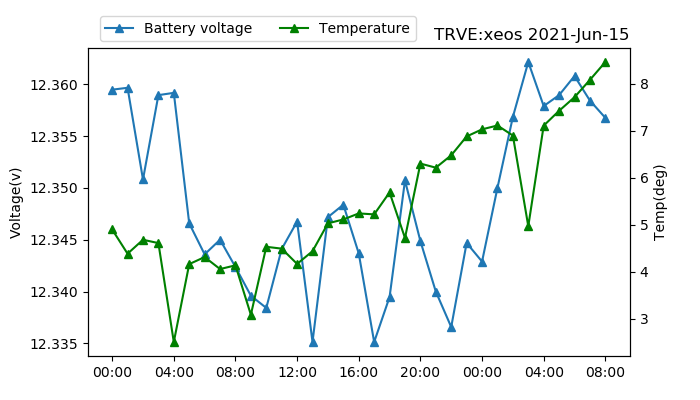 Battery voltage Temperature
TRVE:xeos 2021-Jun-15
Voltage(v)
12.360
12.355
12.350
12.345
12.340
12.335
8
7
6
5
4
3
Temp(deg)
00:00 04:00 08:00 12:00 16:00 20:00 00:00 04:00 08:00